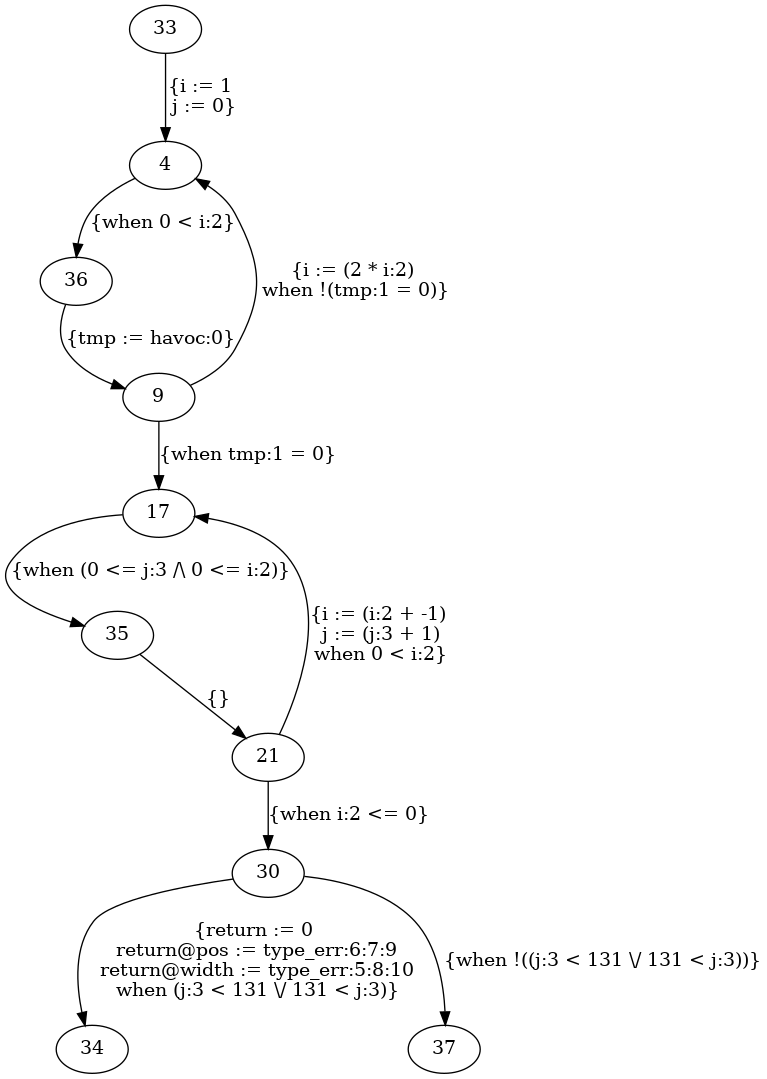 33
{i := 1
j := 0}
4
{when 0 < i:2}
36
{i := (2 * i:2)
when !(tmp:1 = 0)}
{tmp := havoc:0}
9
{when tmp:1 = 0}
17
{when (0 <= j:3 /\ 0 <= i:2)}
35
{i := (i:2 + -1)
j := (j:3 + 1)
when 0 < i:2}
{}
21
{when i:2 <= 0}
30
{return := 0
return@pos := type_err:6:7:9
return@width := type_err:5:8:10
when (j:3 < 131 \/ 131 < j:3)}
{when !((j:3 < 131 \/ 131 < j:3))}
34
37